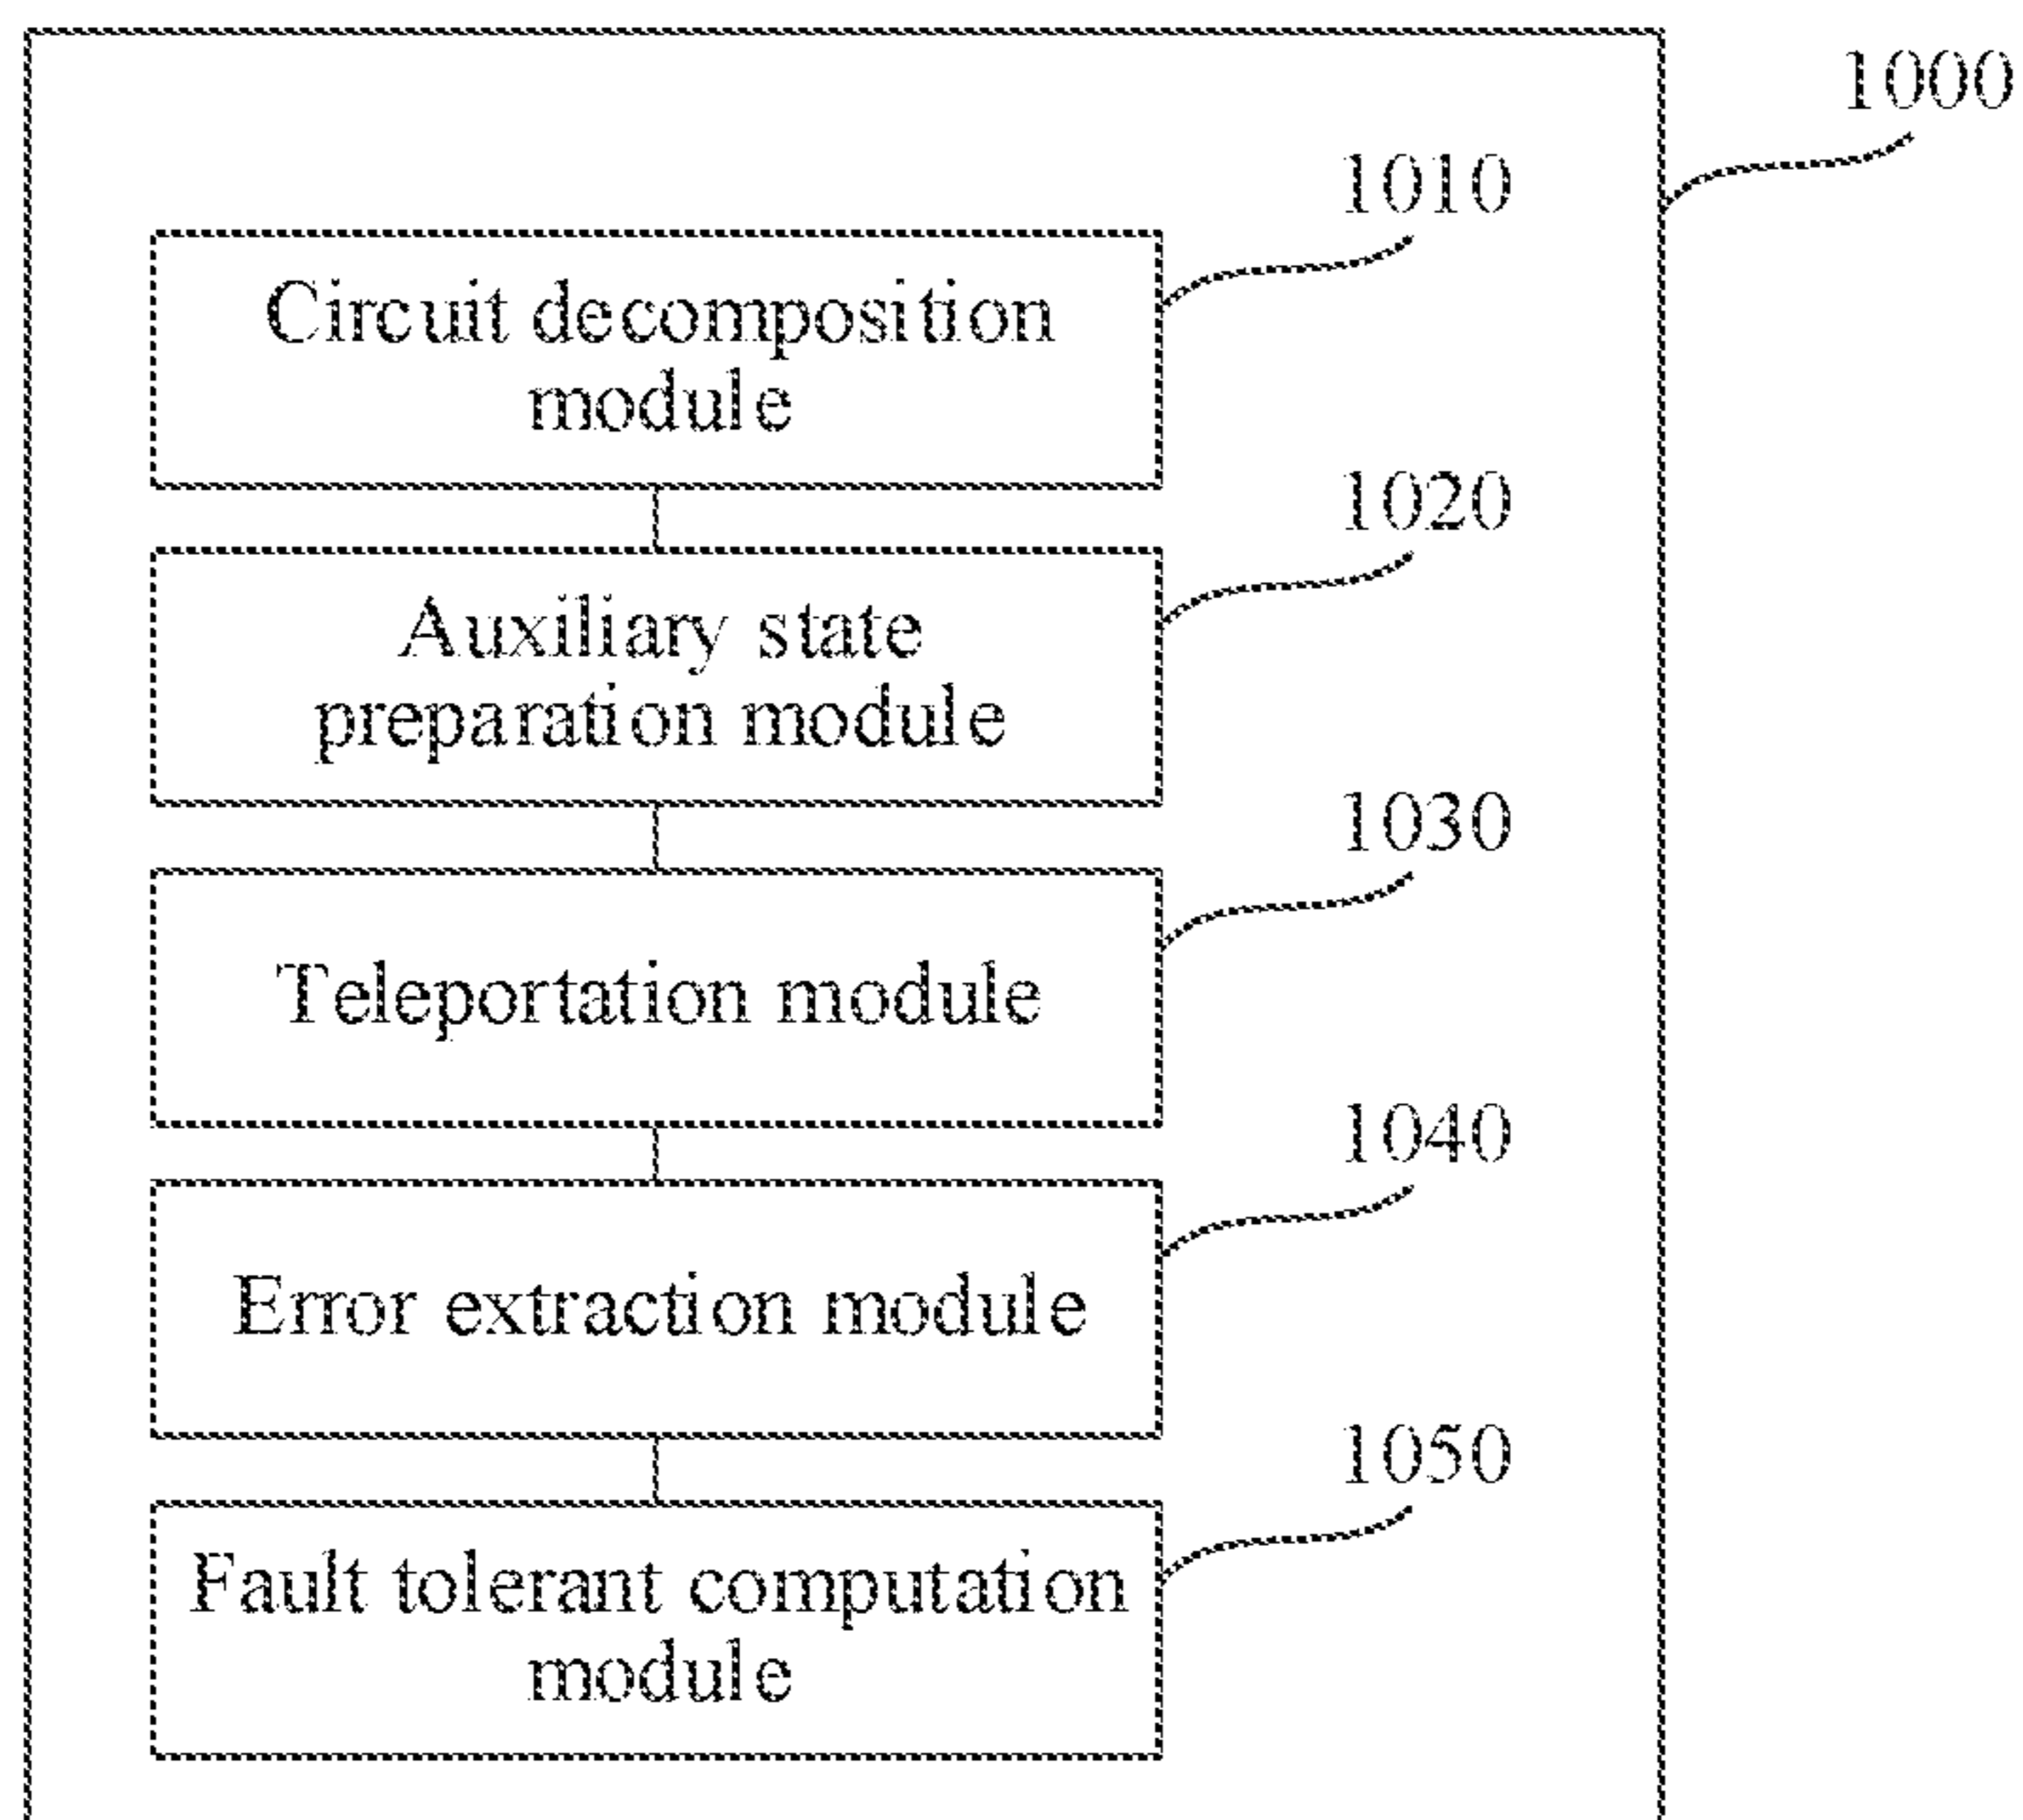 1000
1010
Circuit decomposition
module
1020
Auxiliary state
preparation module
1030
Teleportation module
1040
Error extraction module
1050
Fault tolerant computation
module